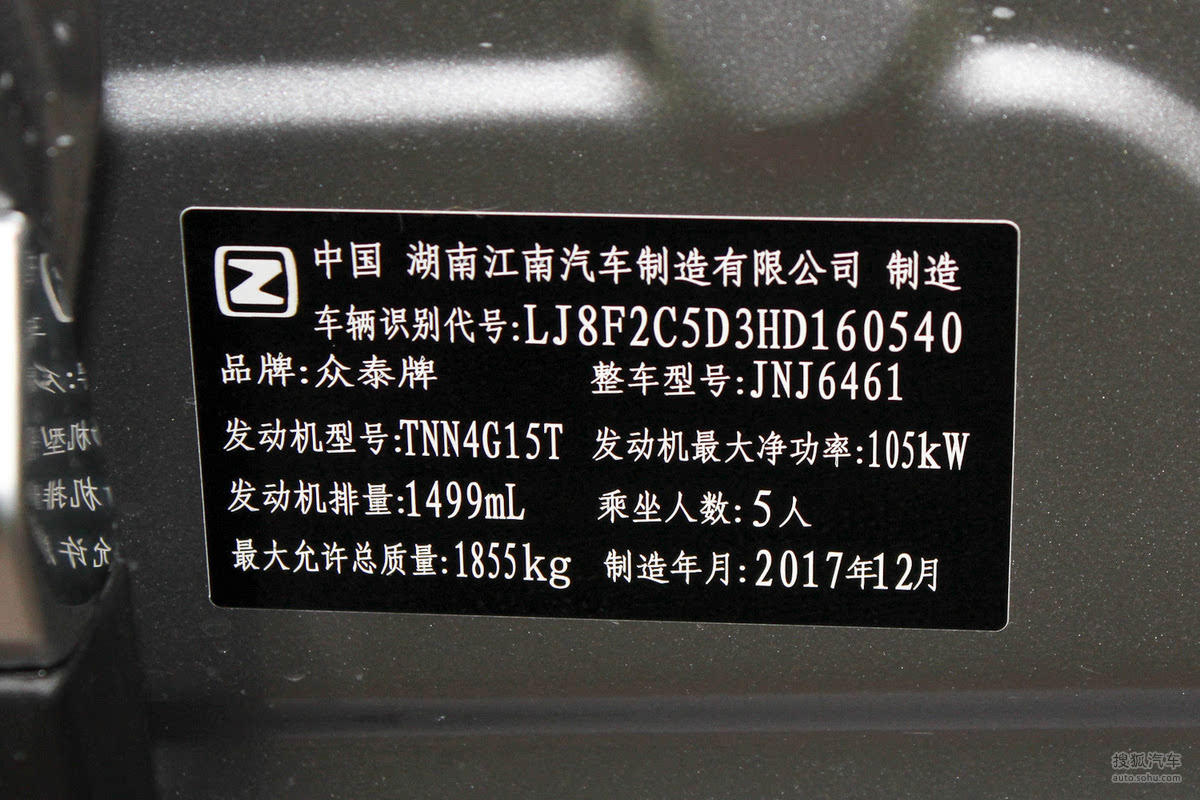 中国 湖南江南汽车制造有限公司 制造
车辆识别代号:LJ8F2C5D3HD160540
品牌:众泰牌 整车型号:JNJ6461
发动机型号:TNN4G15T 发动机最大净功率:105kW
发动机排量:1499mL 乘坐人数:5人
最大允许总质量:1855kg 制造年月:2017年12月
搜狐汽车
auto.sohu.com